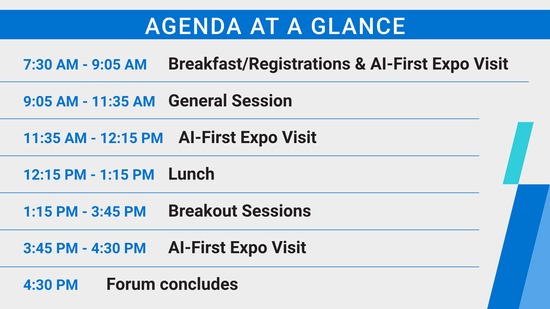 AGENDA AT A GLANCE
7:30 AM - 9:05 AM Breakfast/Registrations & AI-First Expo Visit
9:05 AM - 11:35 AM General Session
11:35 AM - 12:15 PM AI-First Expo Visit
12:15 PM - 1:15 PM Lunch
1:15 PM - 3:45 PM Breakout Sessions
3:45 PM - 4:30 PM AI-First Expo Visit
4:30 PM Forum concludes